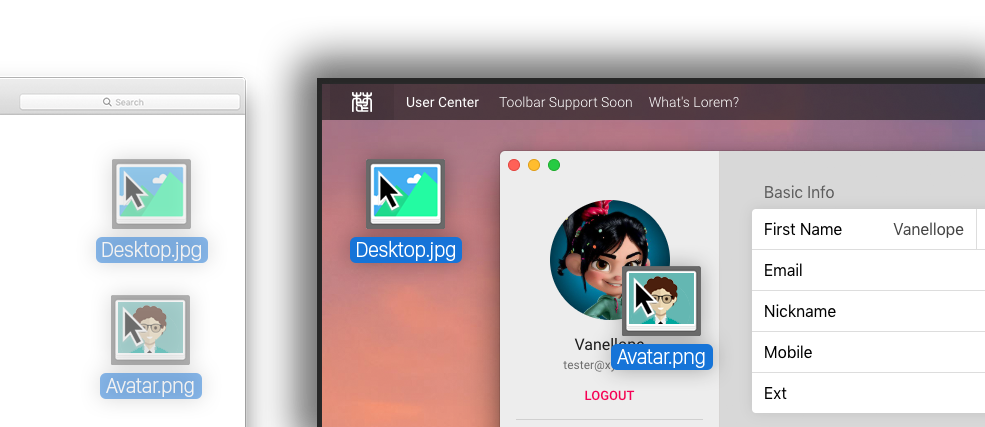 Search
Desktop.jpg
Avatar.png
User Center Toolbar Support Soon What's Lorem?
Desktop.jpg
Vanellope
tester@xy
Avatar.png
LOGOUT
Basic Info
First Name Vanellope
Email
Nickname
Mobile
Ext